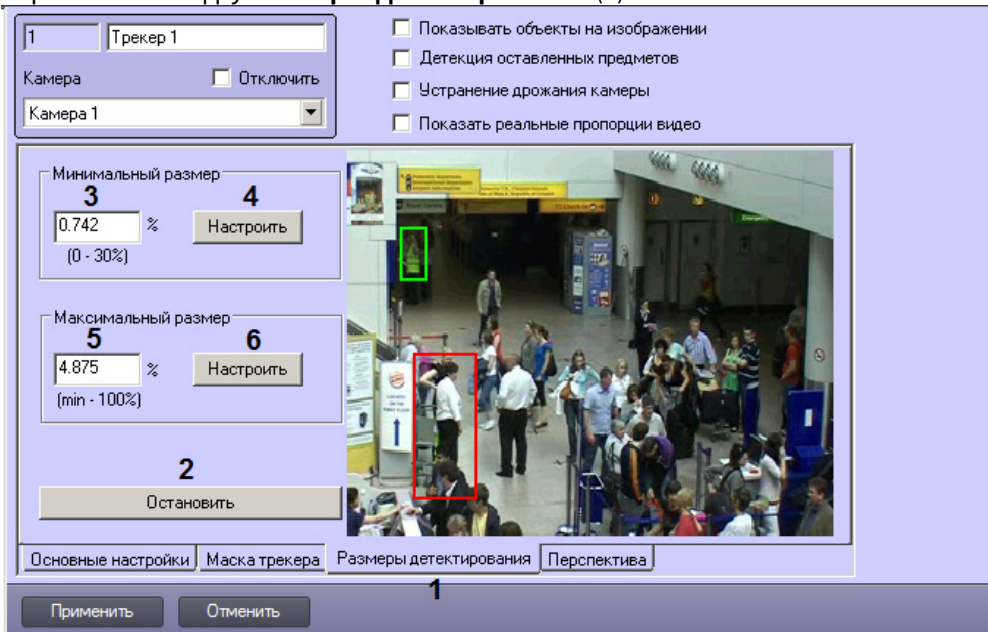 1 Трекер 1
Камера
Отключить
Камера 1
Показывать объекты на изображении
Детекция оставленных предметов
Устранение дрожания камеры
Показать реальные пропорции видео
Минимальный размер
3 4
0.742 % Настроить
(0 - 30%)
Максимальный размер
5 6
4.875 % Настроить
(min - 100%)
2
Остановить
Основные настройки Маска трекера Размеры детектирования Перспектива
1
Применить Отменить